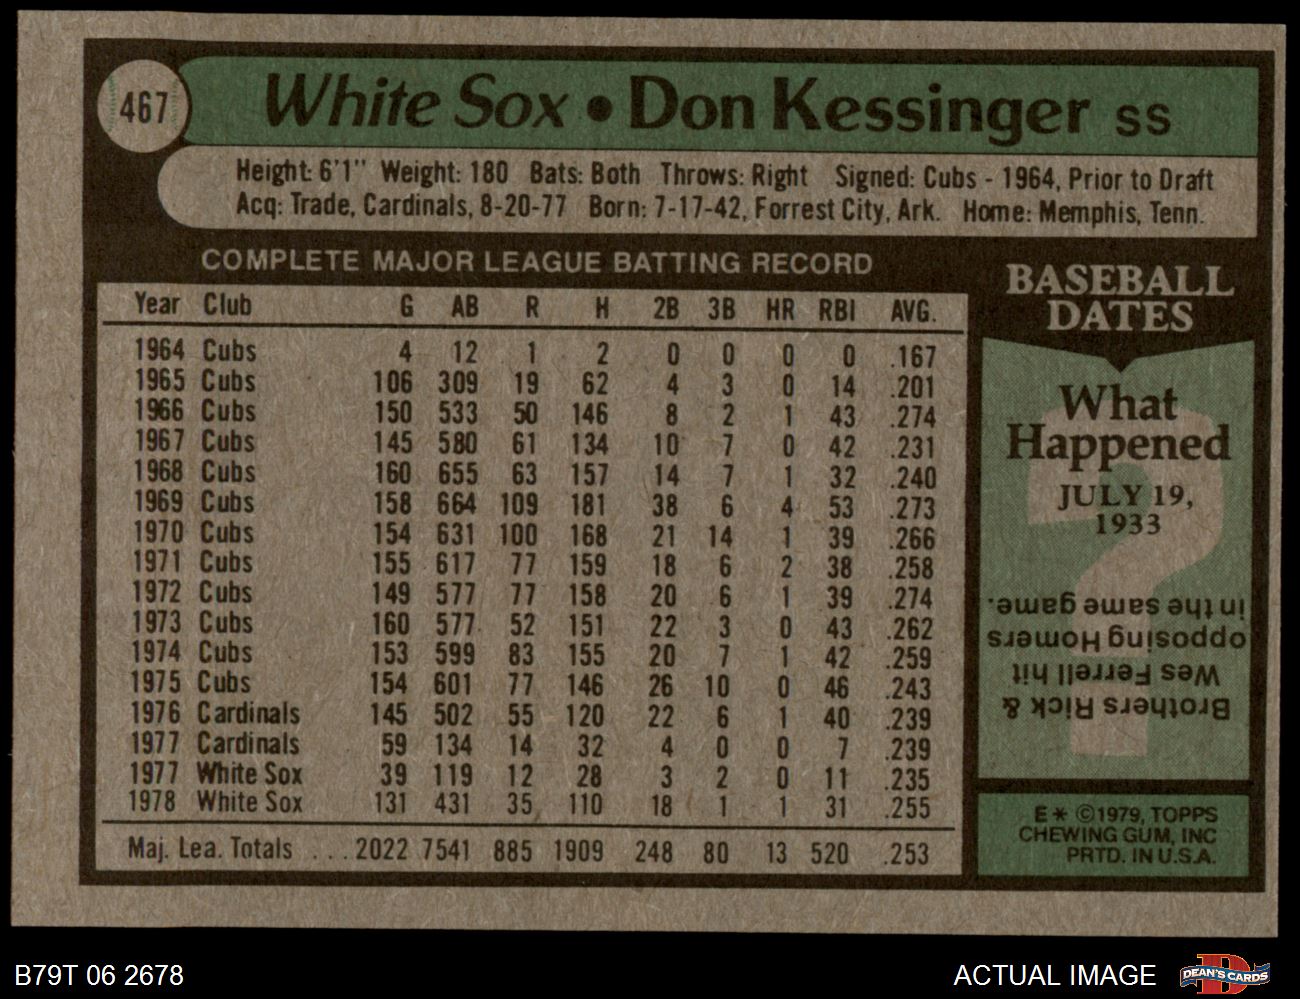 467
White Sox • Don Kessinger SS
Height: 6'1" Weight: 180 Bats: Both Throws: Right Signed: Cubs - 1964, Prior to Draft
Acq: Trade, Cardinals, 8-20-77 Born: 7-17-42, Forrest City, Ark. Home: Memphis, Tenn.
COMPLETE MAJOR LEAGUE BATTING RECORD
Year Club G AB R H 2B 3B HR RBI AVG.
1964 Cubs 4 12 1 2 0 0 0 0 .167
1965 Cubs 106 309 19 62 4 3 0 14 .201
1966 Cubs 150 533 50 146 8 2 1 43 .274
1967 Cubs 145 580 61 134 10 7 0 42 .231
1968 Cubs 160 655 63 157 14 7 1 32 .240
1969 Cubs 158 664 109 181 38 6 4 53 .273
1970 Cubs 154 631 100 168 21 14 1 39 .266
1971 Cubs 155 617 77 159 18 6 2 38 .258
1972 Cubs 149 577 77 158 20 6 1 39 .274
1973 Cubs 160 577 52 151 22 3 0 43 .262
1974 Cubs 153 599 83 155 20 7 1 42 .259
1975 Cubs 154 601 77 146 26 10 0 46 .243
1976 Cardinals 145 502 55 120 22 6 1 40 .239
1977 Cardinals 59 134 14 32 4 0 0 7 .239
1977 White Sox 39 119 12 28 3 2 0 11 .235
1978 White Sox 131 431 35 110 18 1 1 31 .255
Maj. Lea. Totals ... 2022 7541 885 1909 248 80 13 520 .253
BASEBALL
DATES
What
Happened
JULY 19,
1933
Brothers Rick &
Wes Ferrell hit
opposing Homers
in the same game.
E * ©1979, TOPPS
CHEWING GUM, INC
PRTD. IN U.S.A.
B79T 06 2678
ACTUAL IMAGE
D
DEAN'S CARDS